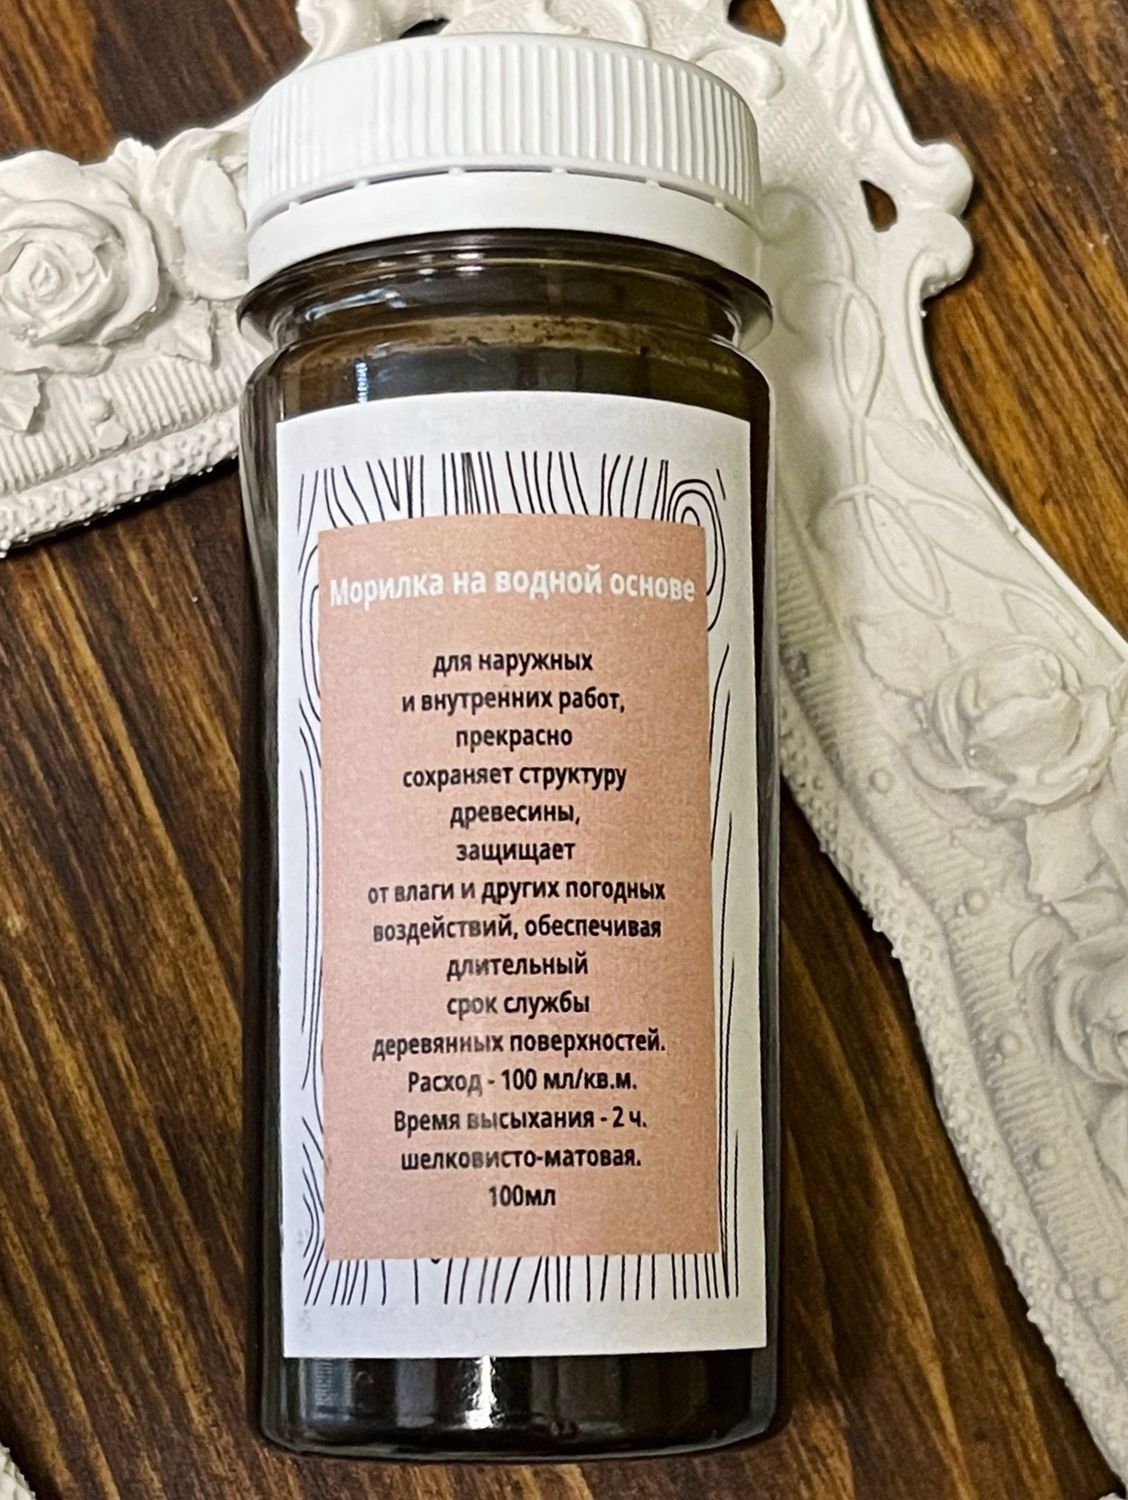 Морилка на водной основе
для наружных
и внутренних работ,
прекрасно
сохраняет структуру
древесины,
защищает
от влаги и других погодных
воздействий, обеспечивая
длительный
срок службы
деревянных поверхностей.
Расход - 100 мл/кв.м.
Время высыхания - 2 ч.
шелковисто-матовая.
100мл